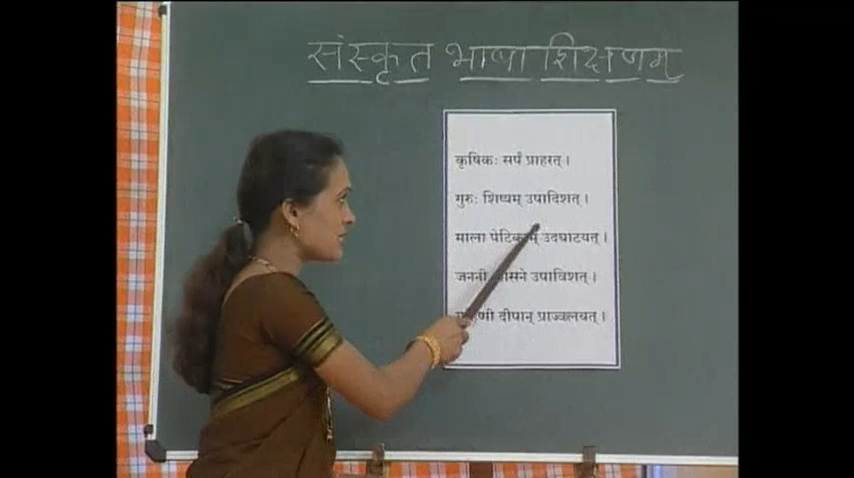 संस्कृत भाषा शिक्षणम्
कृषिकः सर्पं प्राहरत् ।
गुरुः शिष्यम् उपादिशत् ।
माला पेटिकाम् उदघाटयत् ।
जननी उपाविशत् ।
दीपान् प्राज्वलयत् ।